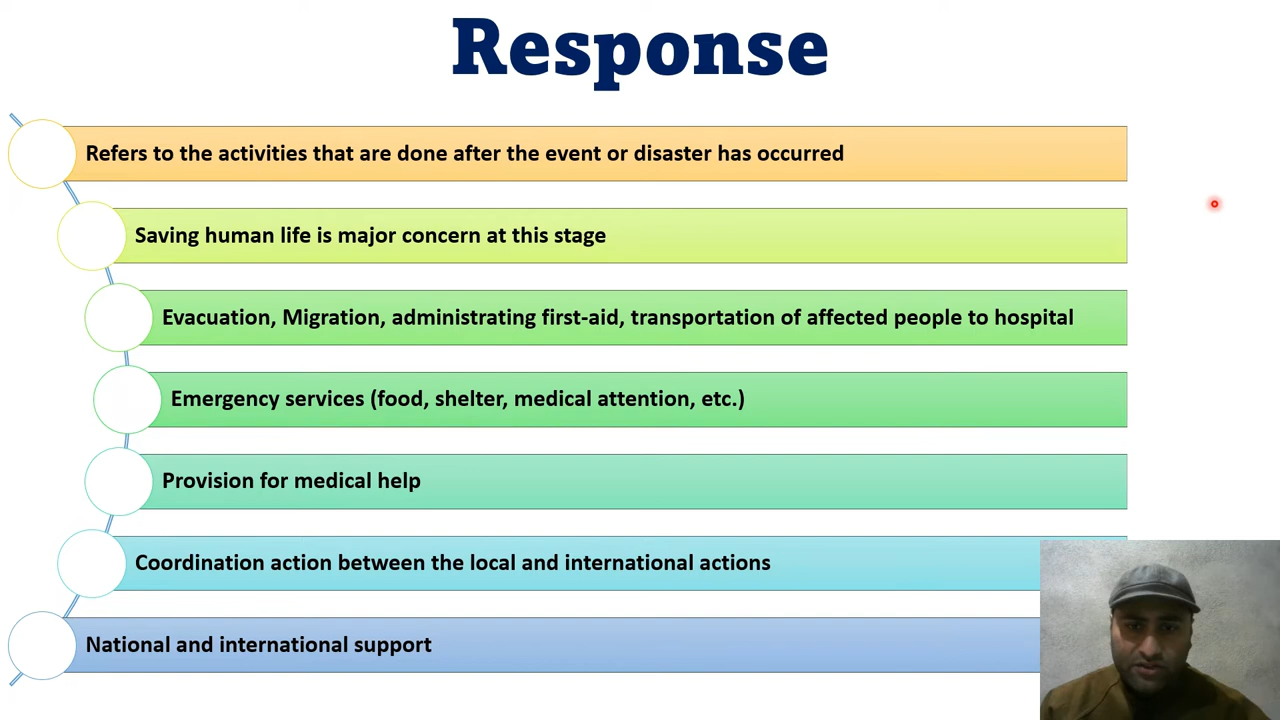 Response
Refers to the activities that are done after the event or disaster has occurred
Saving human life is major concern at this stage
Evacuation, Migration, administrating first-aid, transportation of affected people to hospital
Emergency services (food, shelter, medical attention, etc.)
Provision for medical help
Coordination action between the local and international actions
National and international support